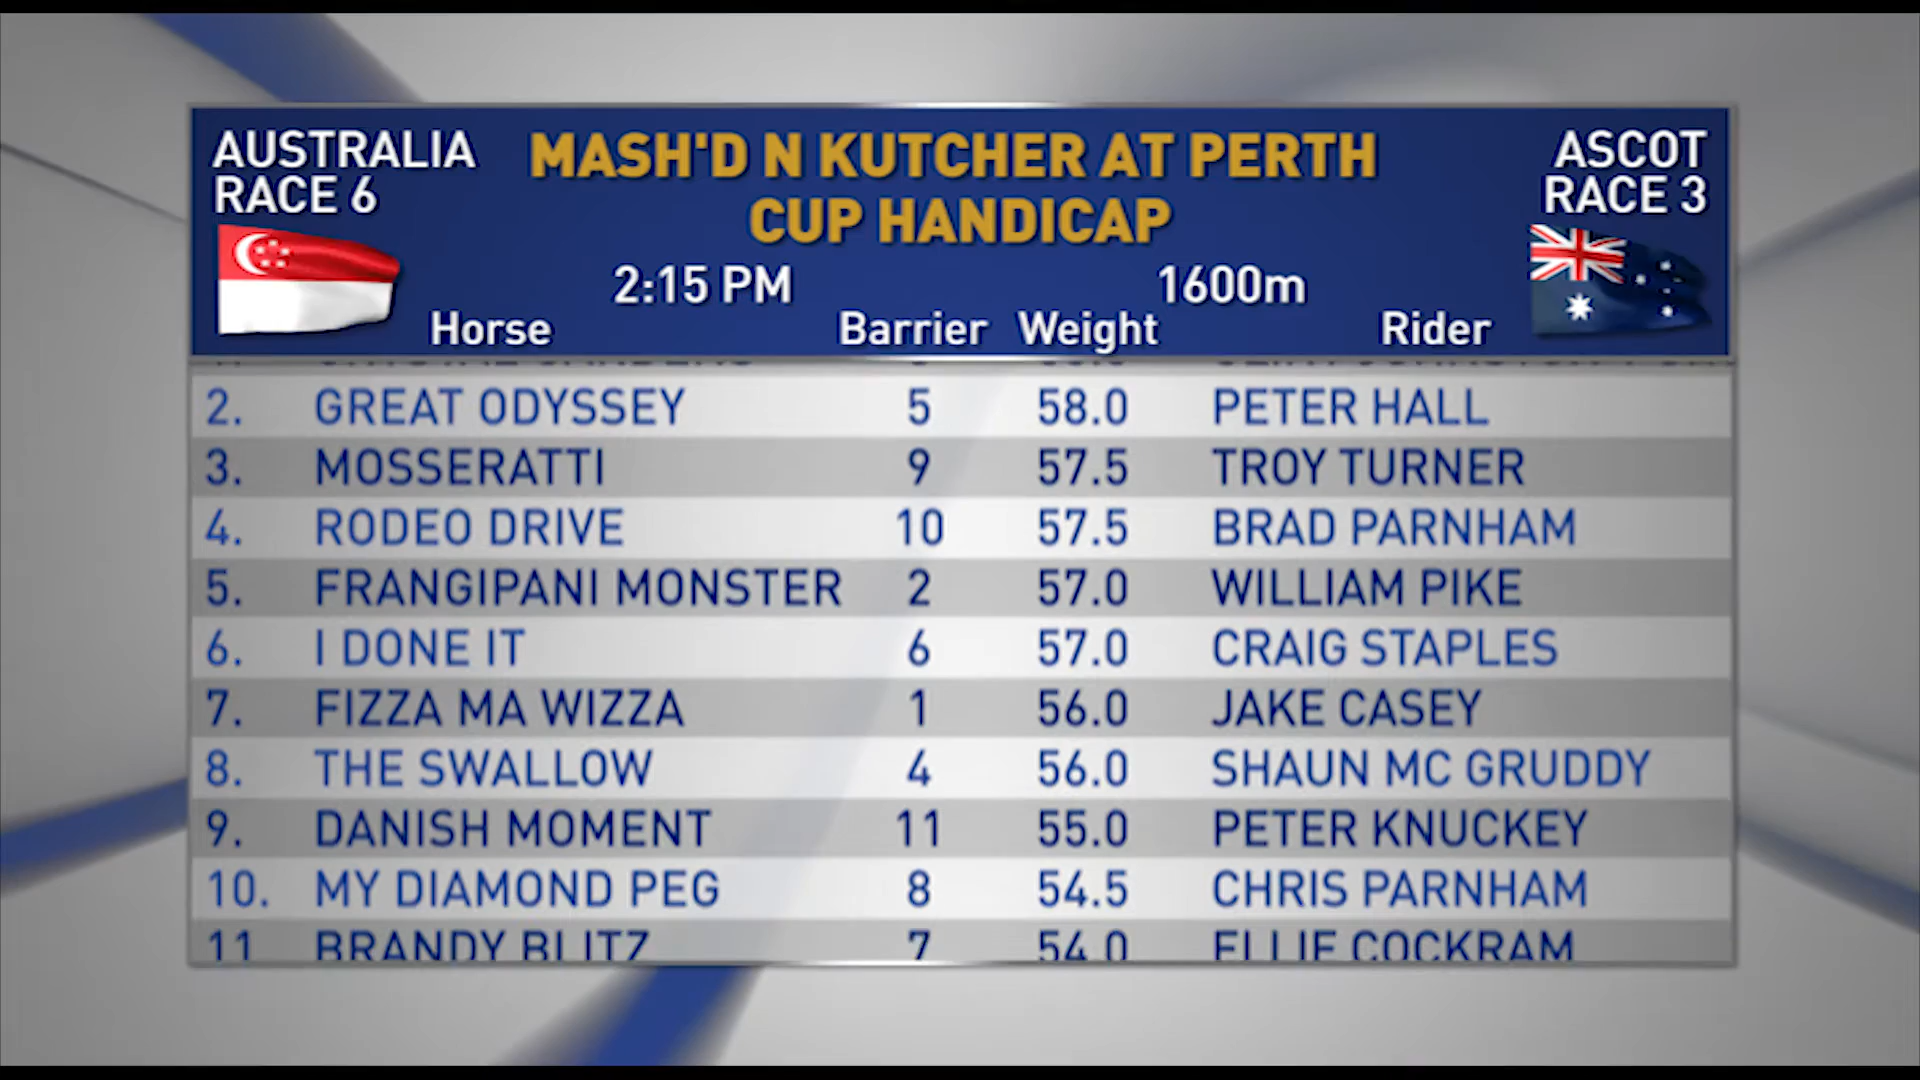 AUSTRALIA
RACE 6
MASH'D N KUTCHER AT PERTH
CUP HANDICAP
ASCOT
RACE 3
2:15 PM 1600m
Horse Barrier Weight Rider
2. GREAT ODYSSEY 5 58.0 PETER HALL
3. MOSSERATTI 9 57.5 TROY TURNER
4. RODEO DRIVE 10 57.5 BRAD PARNHAM
5. FRANGIPANI MONSTER 2 57.0 WILLIAM PIKE
6. I DONE IT 6 57.0 CRAIG STAPLES
7. FIZZA MA WIZZA 1 56.0 JAKE CASEY
8. THE SWALLOW 4 56.0 SHAUN MC GRUDDY
9. DANISH MOMENT 11 55.0 PETER KNUCKEY
10. MY DIAMOND PEG 8 54.5 CHRIS PARNHAM
11 BRANDY BLITZ 7 54.0 ELLIE COCKRAM